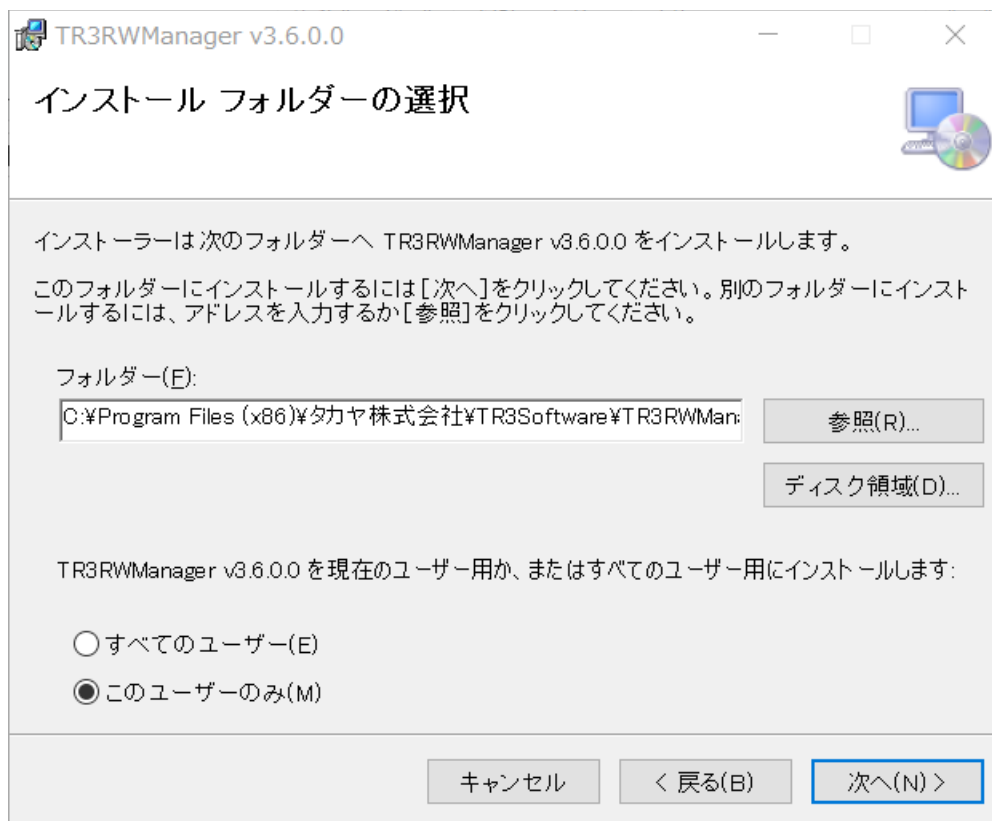 TR3RWManager v3.6.0.0
インストール フォルダーの選択
インストーラーは次のフォルダーへ TR3RWManager v3.6.0.0 をインストールします。
このフォルダーにインストールするには[次へ]をクリックしてください。別のフォルダーにインスト
ールするには、アドレスを入力するか[参照]をクリックしてください。
フォルダー(F):
C:¥Program Files (x86)¥タカヤ株式会社¥TR3Software¥TR3RWMana
参照(R)...
ディスク領域(D)...
TR3RWManager v3.6.0.0 を現在のユーザー用か、またはすべてのユーザー用にインストールします:
すべてのユーザー(E)
このユーザーのみ(M)
キャンセル
< 戻る(B)
次へ(N) >